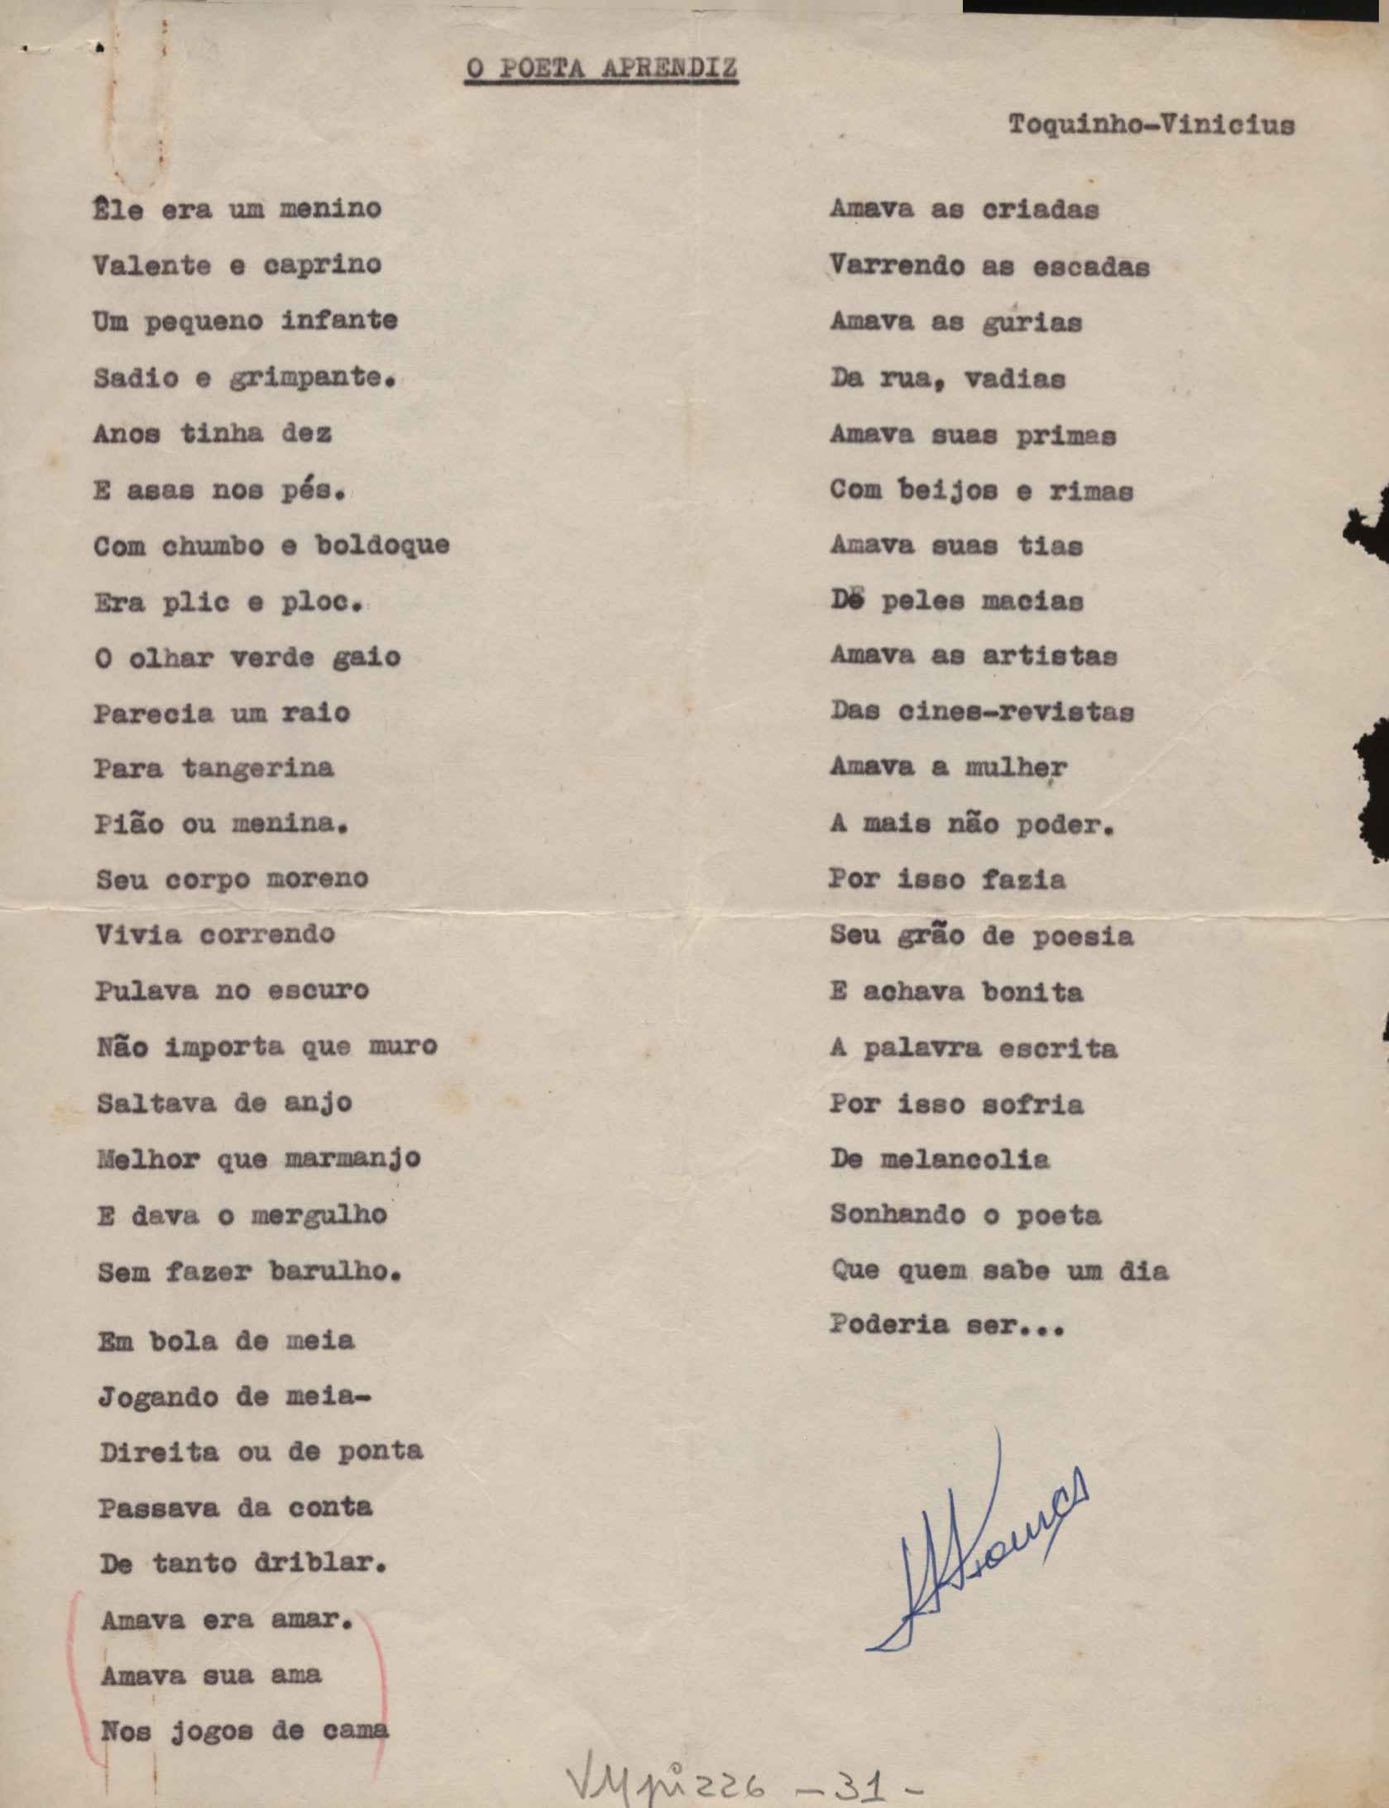 O POETA APRENDIZ
Toquinho-Vinicius
Êle era um menino
Valente e caprino
Um pequeno infante
Sadio e grimpante.
Anos tinha dez
E asas nos pés.
Com chumbo e boldoque
Era plic e ploc.
O olhar verde gaio
Parecia um raio
Para tangerina
Pião ou menina.
Seu corpo moreno
Vivia correndo
Pulava no escuro
Não importa que muro
Saltava de anjo
Melhor que marmanjo
E dava o mergulho
Sem fazer barulho.
Em bola de meia
Jogando de meia-
Direita ou de ponta
Passava da conta
De tanto driblar.
Amava era amar.
Amava sua ama
Nos jogos de cama
Amava as criadas
Varrendo as escadas
Amava as gurias
Da rua, vadias
Amava suas primas
Com beijos e rimas
Amava suas tias
De peles macias
Amava as artistas
Das cines-revistas
Amava a mulher
A mais não poder.
Por isso fazia
Seu grão de poesia
E achava bonita
A palavra escrita
Por isso sofria
De melancolia
Sonhando o poeta
Que quem sabe um dia
Poderia ser...
VMpi226 -31-